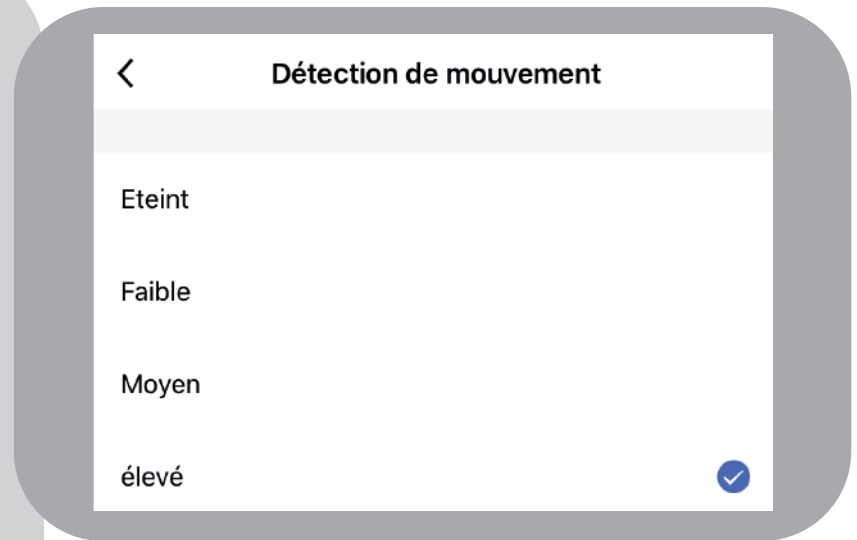 Détection de mouvement
Eteint
Faible
Moyen
élevé